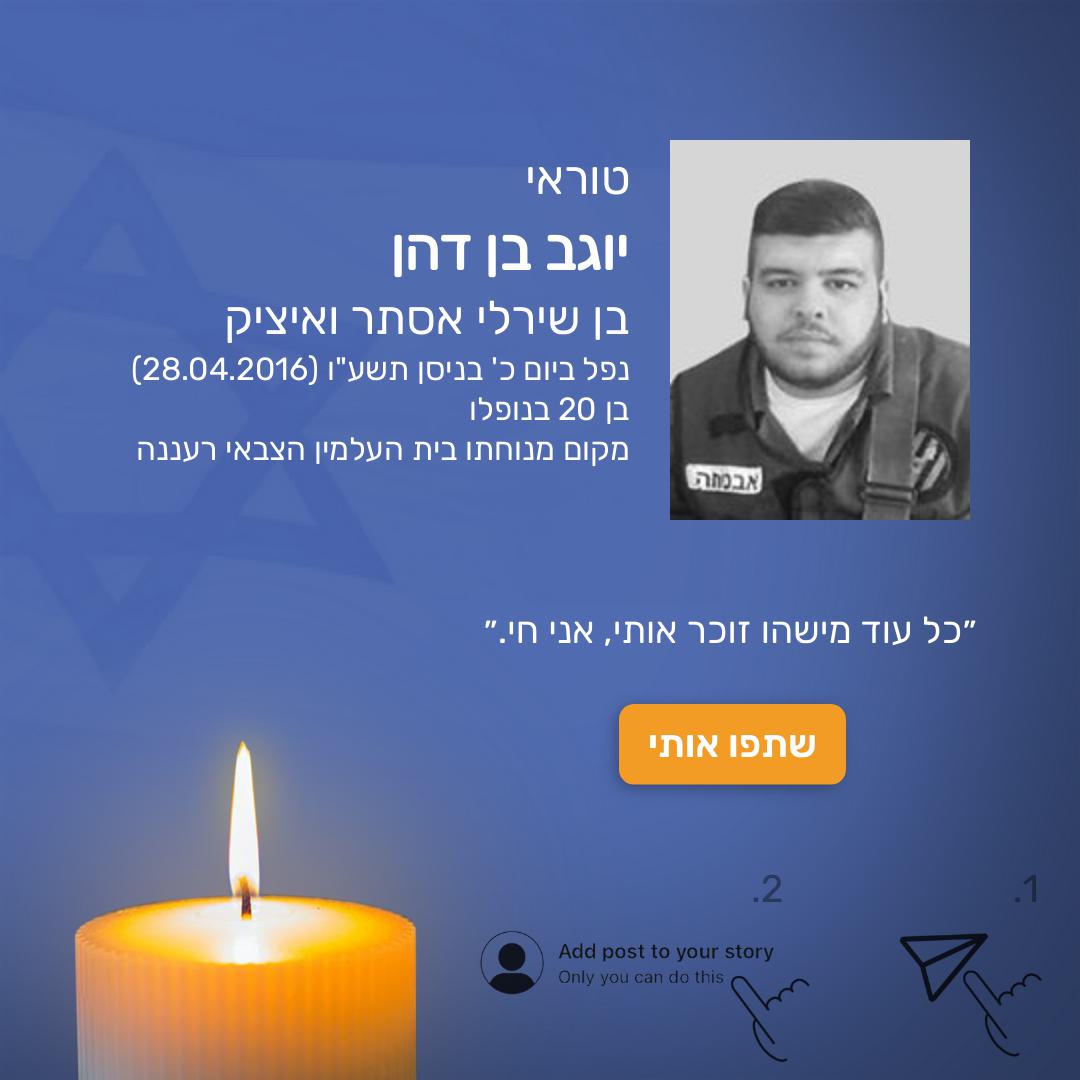 טוראי
יוגב בן דהן
בן שירלי אסתר ואיציק
נפל ביום כ' בניסן תשע"ו (28.04.2016)
בן 20 בנופלו
מקום מנוחתו בית העלמין הצבאי רעננה
אבטחה
״כל עוד מישהו זוכר אותי, אני חי.״
שתפו אותי
1.
2.
Add post to your story
Only you can do this